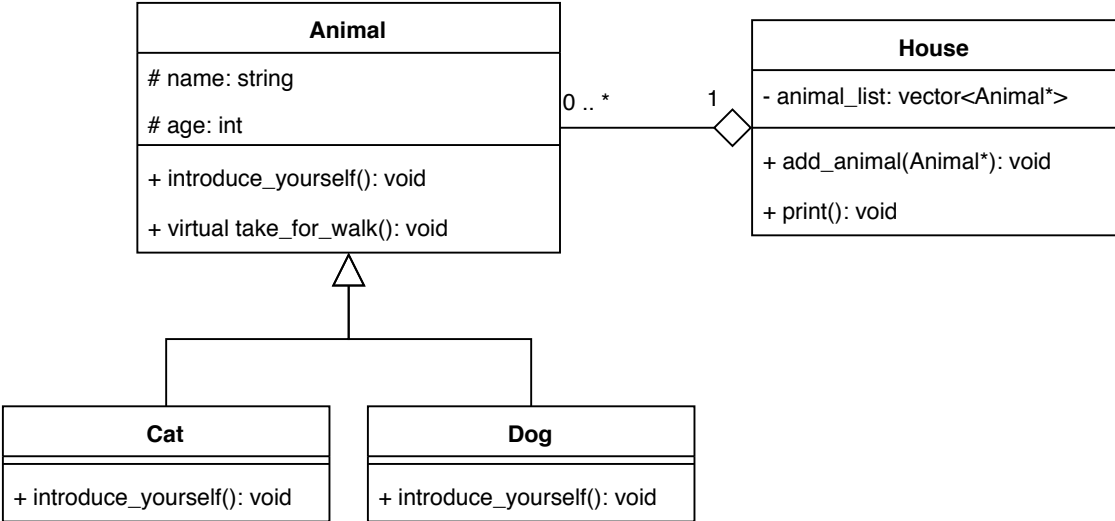 Animal
# name: string
# age: int
+ introduce_yourself(): void
+ virtual take_for_walk(): void
0 .. *
1
House
- animal_list: vector<Animal*>
+ add_animal(Animal*): void
+ print(): void
Cat
+ introduce_yourself(): void
Dog
+ introduce_yourself(): void